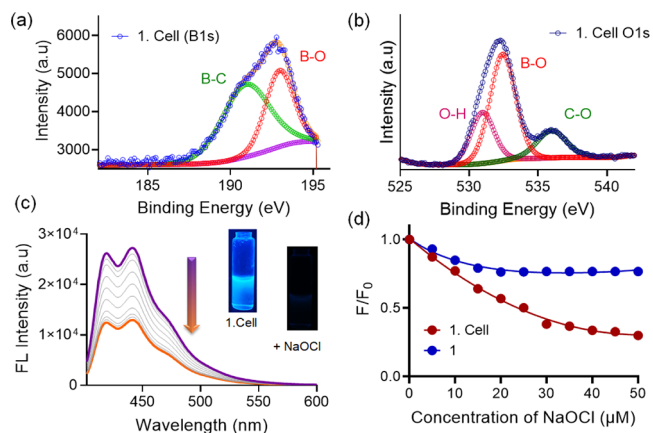 (a)
1. Cell (B1s)
B-C
B-O
Intensity (a.u)
6000
5000
4000
3000
185
190
195
Binding Energy (eV)
(b)
1. Cell O1s
B-O
O-H
C-O
Intensity (a.u)
525
530
535
540
Binding Energy (eV)
(c)
FL Intensity (a.u)
3×10⁴
2×10⁴
1×10⁴
0
450
500
550
600
Wavelength (nm)
1.Cell
+ NaOCl
(d)
F/F₀
1.0
0.5
0.0
1. Cell
1
0
10
20
30
40
50
Concentration of NaOCl (µM)